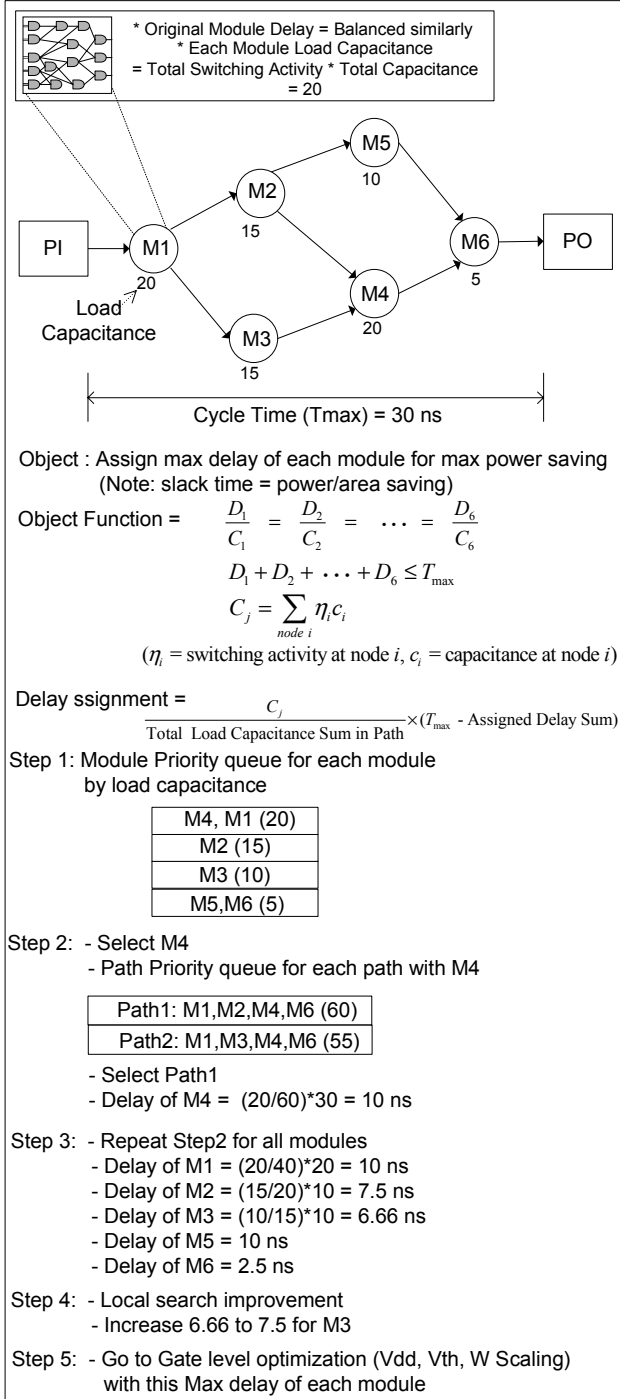 * Original Module Delay = Balanced similarly
* Each Module Load Capacitance
= Total Switching Activity * Total Capacitance
= 20
M5
10
M2
15
PI
M1
20
M6
5
PO
M4
20
Load
Capacitance
M3
15
Cycle Time (Tmax) = 30 ns
Object : Assign max delay of each module for max power saving
(Note: slack time = power/area saving)
Object Function = D₁/C₁ = D₂/C₂ = ⋯ = D₆/C₆
D₁ + D₂ + ⋯ + D₆ ≤ T_max
C_j = ∑_{node i} η_i c_i
(η_i = switching activity at node i, c_i = capacitance at node i)
Delay ssignment = C_j / Total Load Capacitance Sum in Path × (T_max - Assigned Delay Sum)
Step 1: Module Priority queue for each module
by load capacitance
M4, M1 (20)
M2 (15)
M3 (10)
M5,M6 (5)
Step 2: - Select M4
- Path Priority queue for each path with M4
Path1: M1,M2,M4,M6 (60)
Path2: M1,M3,M4,M6 (55)
- Select Path1
- Delay of M4 = (20/60)*30 = 10 ns
Step 3: - Repeat Step2 for all modules
- Delay of M1 = (20/40)*20 = 10 ns
- Delay of M2 = (15/20)*10 = 7.5 ns
- Delay of M3 = (10/15)*10 = 6.66 ns
- Delay of M5 = 10 ns
- Delay of M6 = 2.5 ns
Step 4: - Local search improvement
- Increase 6.66 to 7.5 for M3
Step 5: - Go to Gate level optimization (Vdd, Vth, W Scaling)
with this Max delay of each module